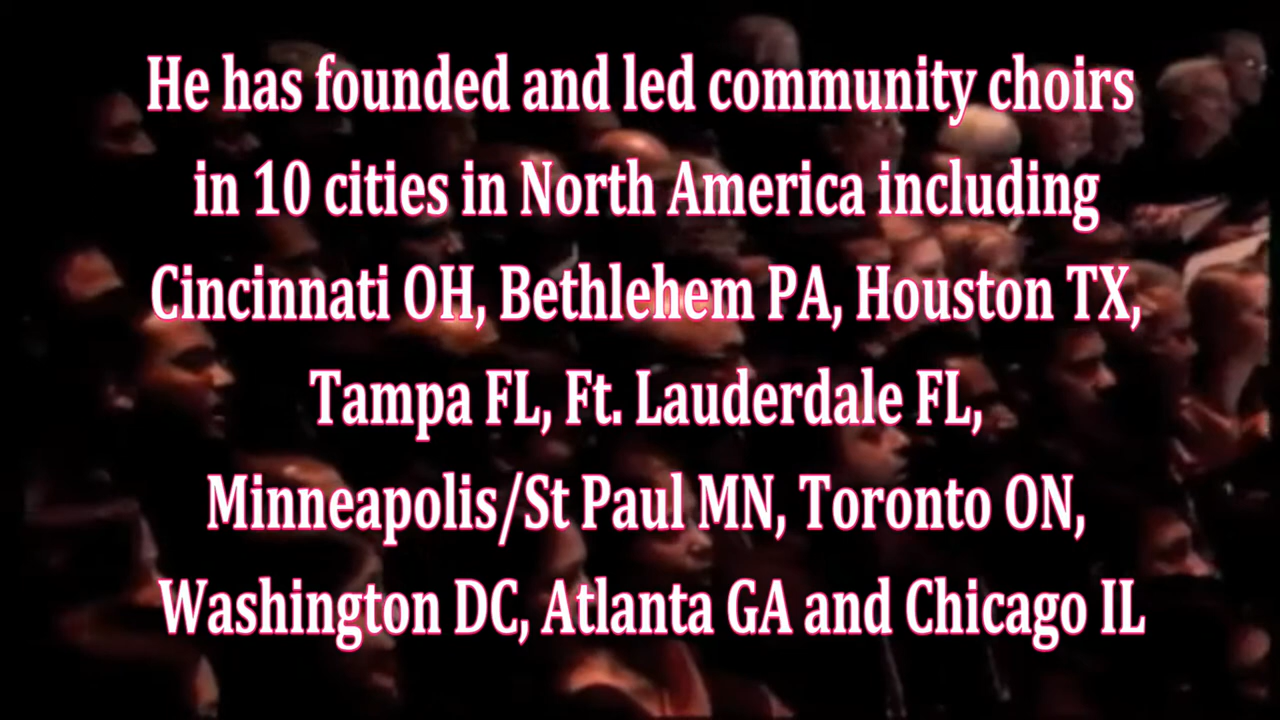 He has founded and led community choirs
in 10 cities in North America including
Cincinnati OH, Bethlehem PA, Houston TX,
Tampa FL, Ft. Lauderdale FL,
Minneapolis/St Paul MN, Toronto ON,
Washington DC, Atlanta GA and Chicago IL